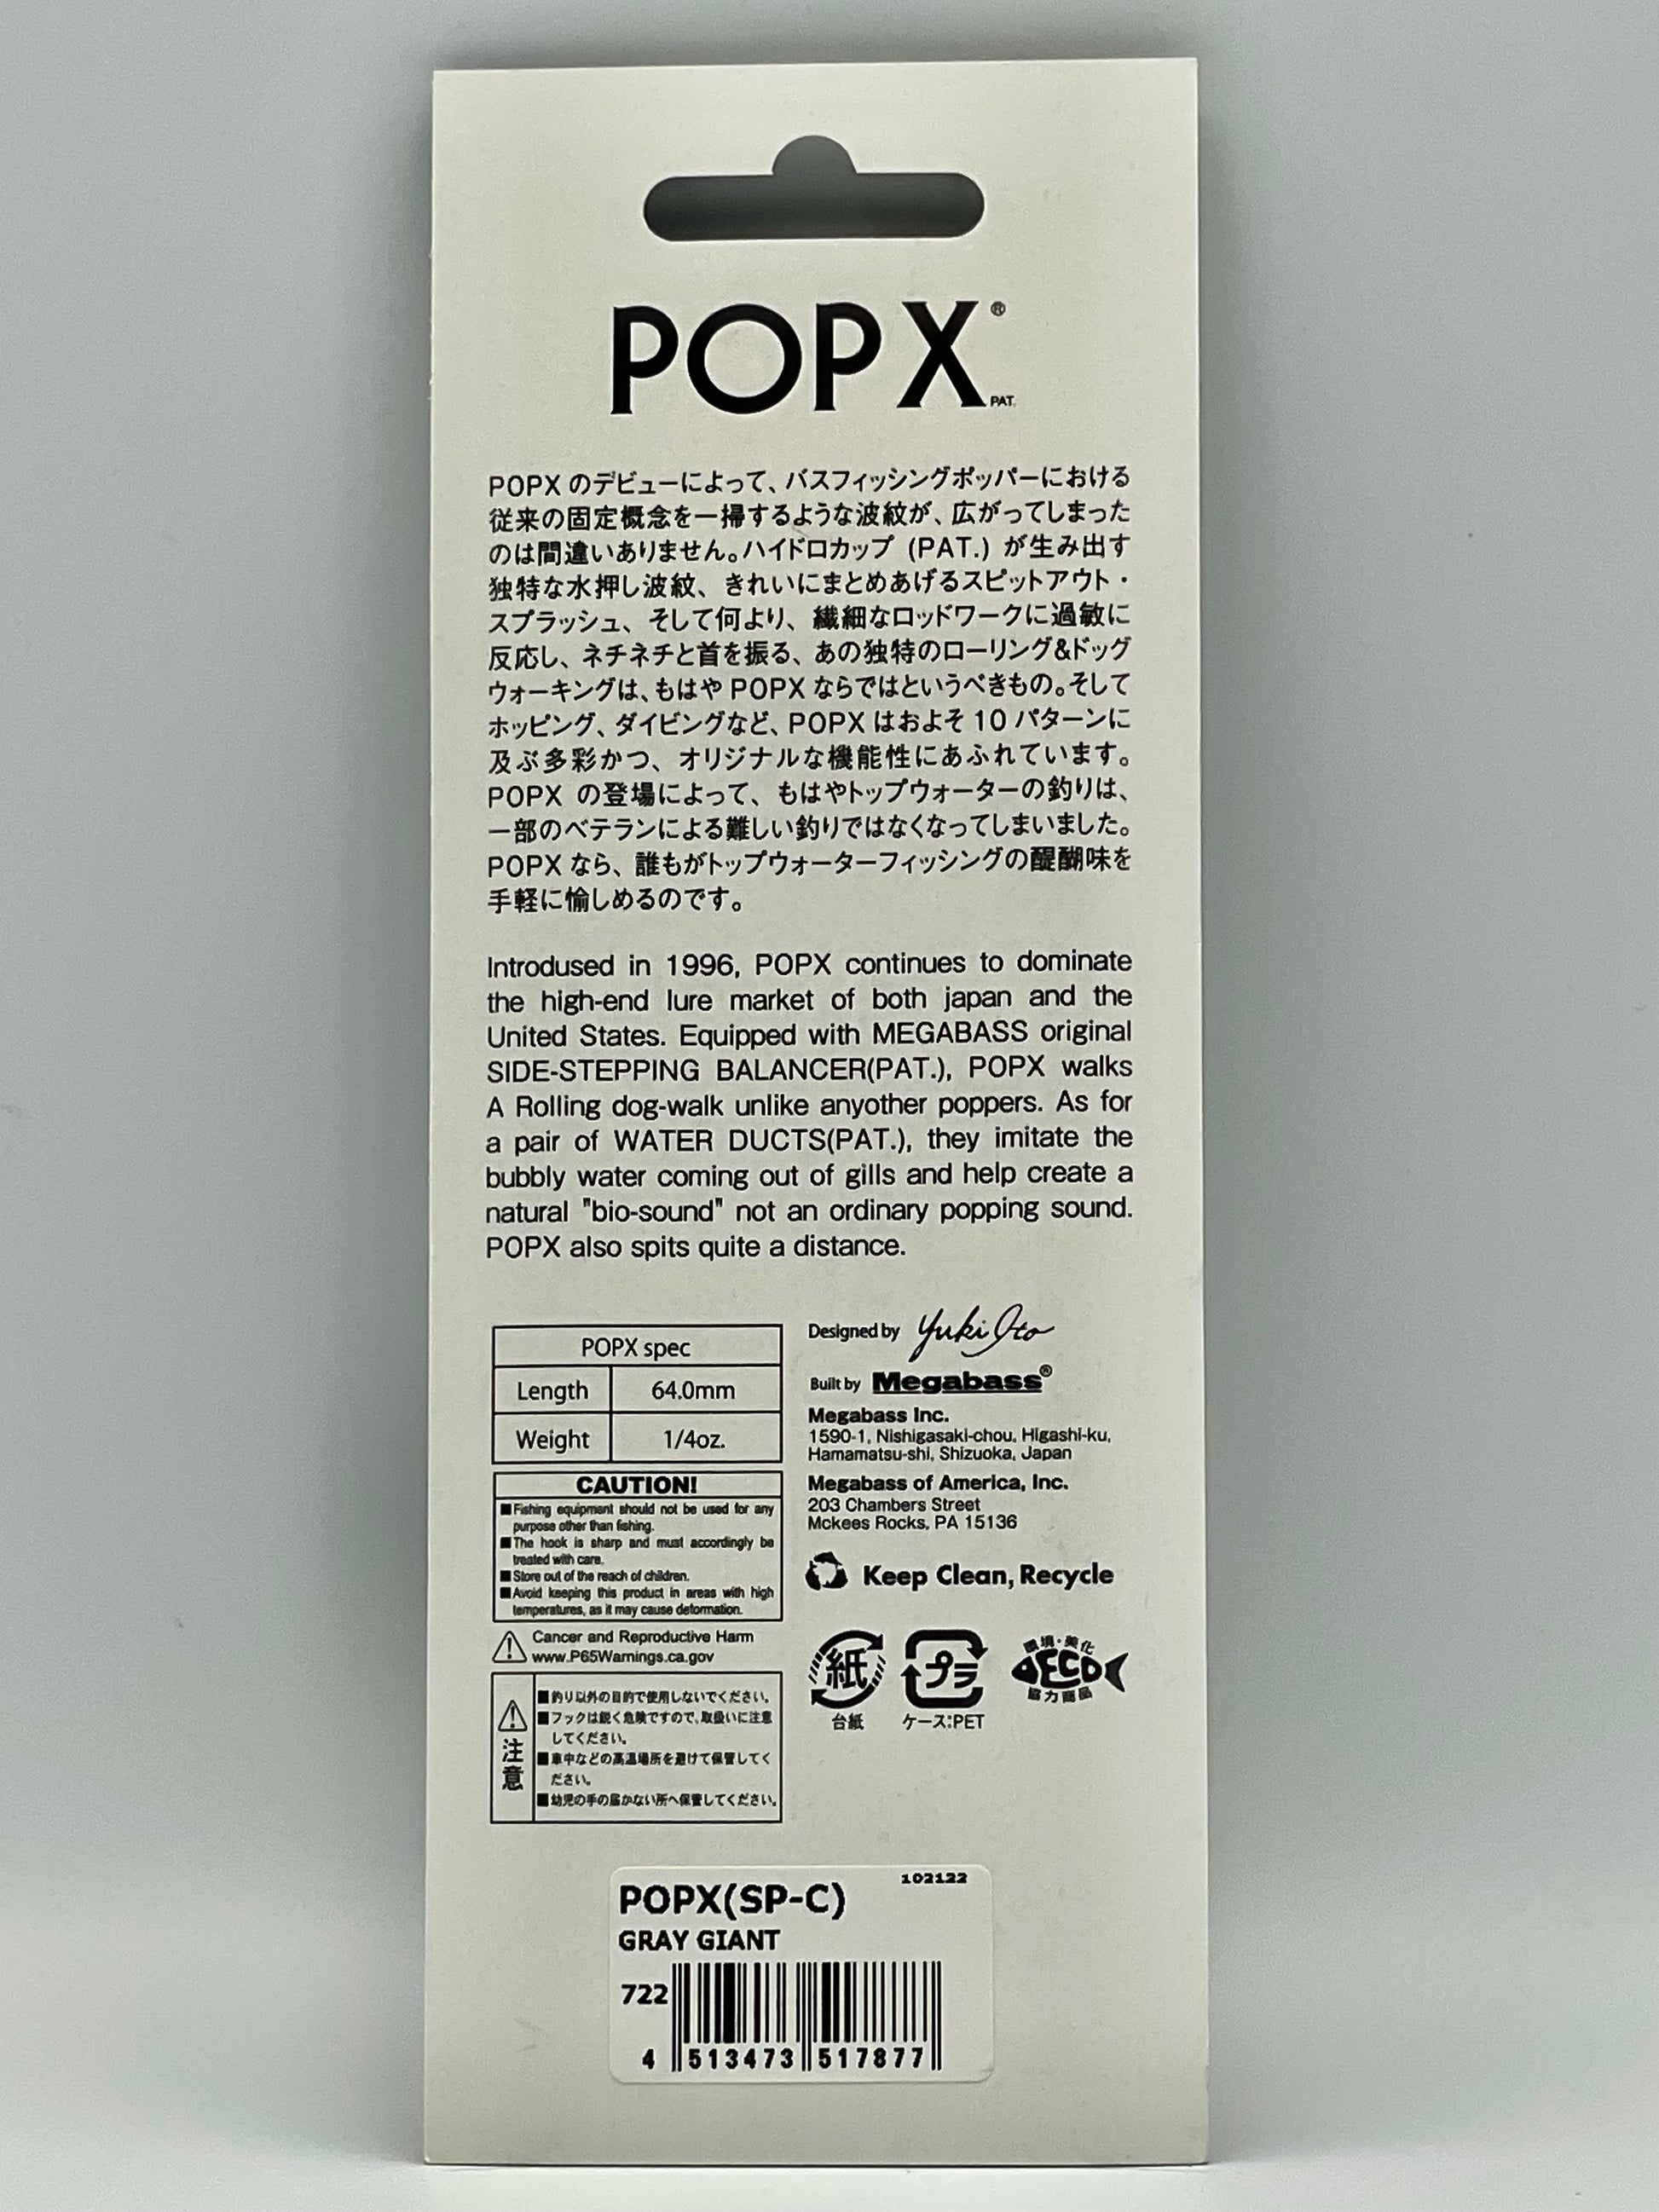 POP X®
PAT.
POPX のデビューによって、バスフィッシングポッパーにおける
従来の固定概念を一掃するような波紋が、広がってしまった
のは間違いありません。ハイドロカップ (PAT.) が生み出す
独特な水押し波紋、きれいにまとめあげるスピットアウト・
スプラッシュ、そして何より、繊細なロッドワークに過敏に
反応し、ネチネチと首を振る、あの独特のローリング&ドッグ
ウォーキングは、もはや POPX ならではというべきもの。そして
ホッピング、ダイビングなど、POPX はおよそ 10 パターンに
及ぶ多彩かつ、オリジナルな機能性にあふれています。
POPX の登場によって、もはやトップウォーターの釣りは、
一部のベテランによる難しい釣りではなくなってしまいました。
POPX なら、誰もがトップウォーターフィッシングの醍醐味を
手軽に愉しめるのです。
Introdused in 1996, POPX continues to dominate
the high-end lure market of both japan and the
United States. Equipped with MEGABASS original
SIDE-STEPPING BALANCER(PAT.), POPX walks
A Rolling dog-walk unlike anyother poppers. As for
a pair of WATER DUCTS(PAT.), they imitate the
bubbly water coming out of gills and help create a
natural "bio-sound" not an ordinary popping sound.
POPX also spits quite a distance.
POPX spec
Length 64.0mm
Weight 1/4oz.
CAUTION!
■Fishing equipment should not be used for any
purpose other than fishing.
■The hook is sharp and must accordingly be
treated with care.
■Store out of the reach of children.
■Avoid keeping this product in areas with high
temperatures, as it may cause deformation.
Cancer and Reproductive Harm
www.P65Warnings.ca.gov
注意
■釣り以外の目的で使用しないでください。
■フックは鋭く危険ですので、取扱いに注意
してください。
■車中などの高温場所を避けて保管してく
ださい。
■幼児の手の届かない所へ保管してください。
Designed by Yuki Ito
Built by Megabass®
Megabass Inc.
1590-1, Nishigasaki-chou, Higashi-ku,
Hamamatsu-shi, Shizuoka, Japan
Megabass of America, Inc.
203 Chambers Street
Mckees Rocks, PA 15136
Keep Clean, Recycle
紙
台紙
プラ
ケース:PET
環境・美化
ECO
協力商品
102122
POPX(SP-C)
GRAY GIANT
722
4 513473 517877